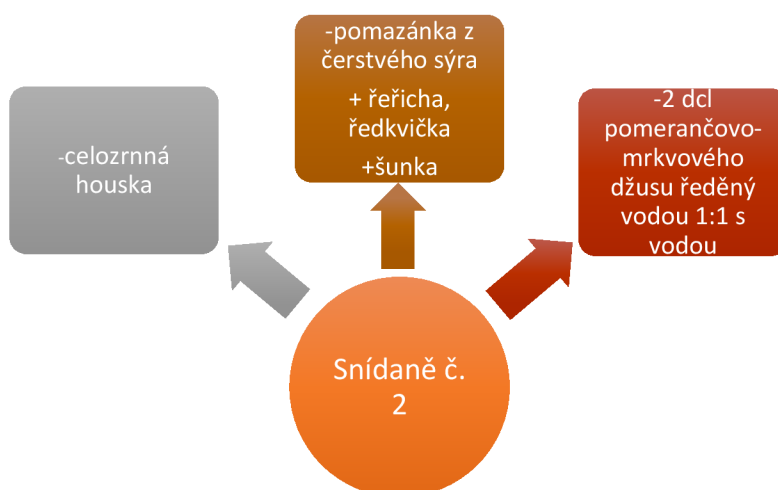 -celozrnná
houska
-pomazánka z
čerstvého sýra
+ řeřicha,
ředkvička
+šunka
-2 dcl
pomerančovo-
mrkvového
džusu ředěný
vodou 1:1 s
vodou
Snídaně č.
2